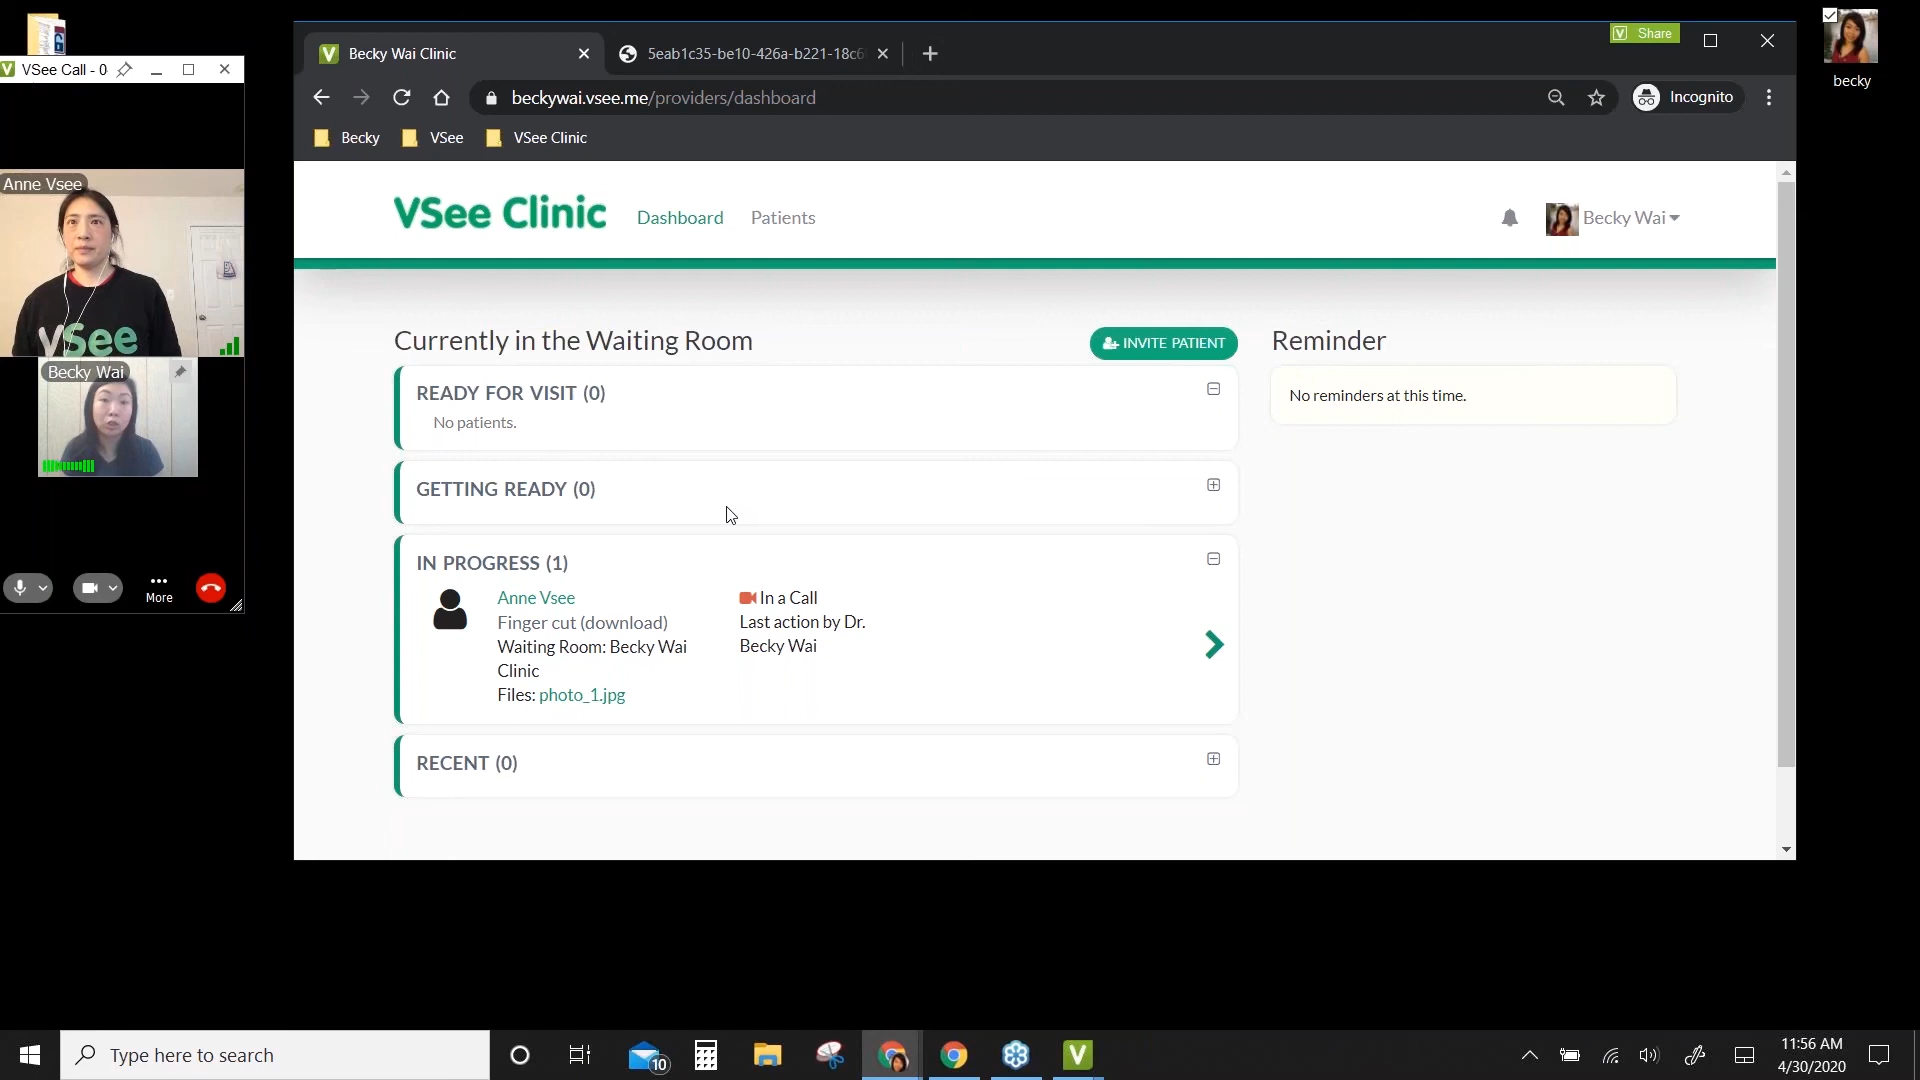 VSee Call - 0
Anne Vsee
vSee
Becky Wai
More
Becky Wai Clinic
5eab1c35-be10-426a-b221-18c6
Share
becky
beckywai.vsee.me/providers/dashboard
Incognito
Becky
VSee
VSee Clinic
VSee Clinic
Dashboard
Patients
Becky Wai
Currently in the Waiting Room
INVITE PATIENT
Reminder
READY FOR VISIT (0)
No patients.
No reminders at this time.
GETTING READY (0)
IN PROGRESS (1)
Anne Vsee
Finger cut (download)
Waiting Room: Becky Wai
Clinic
Files: photo_1.jpg
In a Call
Last action by Dr.
Becky Wai
RECENT (0)
Type here to search
10
11:56 AM
4/30/2020